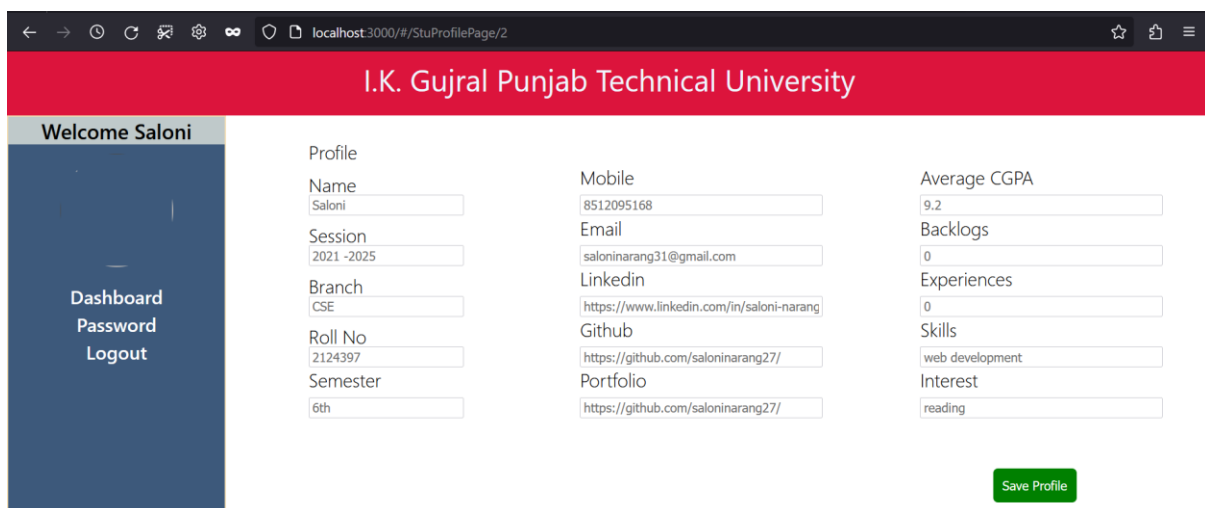 localhost:3000/#/StuProfilePage/2
I.K. Gujral Punjab Technical University
Welcome Saloni
Dashboard
Password
Logout
Profile
Name
Saloni
Session
2021 -2025
Branch
CSE
Roll No
2124397
Semester
6th
Mobile
8512095168
Email
saloninarang31@gmail.com
Linkedin
https://www.linkedin.com/in/saloni-narang
Github
https://github.com/saloninarang27/
Portfolio
https://github.com/saloninarang27/
Average CGPA
9.2
Backlogs
0
Experiences
0
Skills
web development
Interest
reading
Save Profile